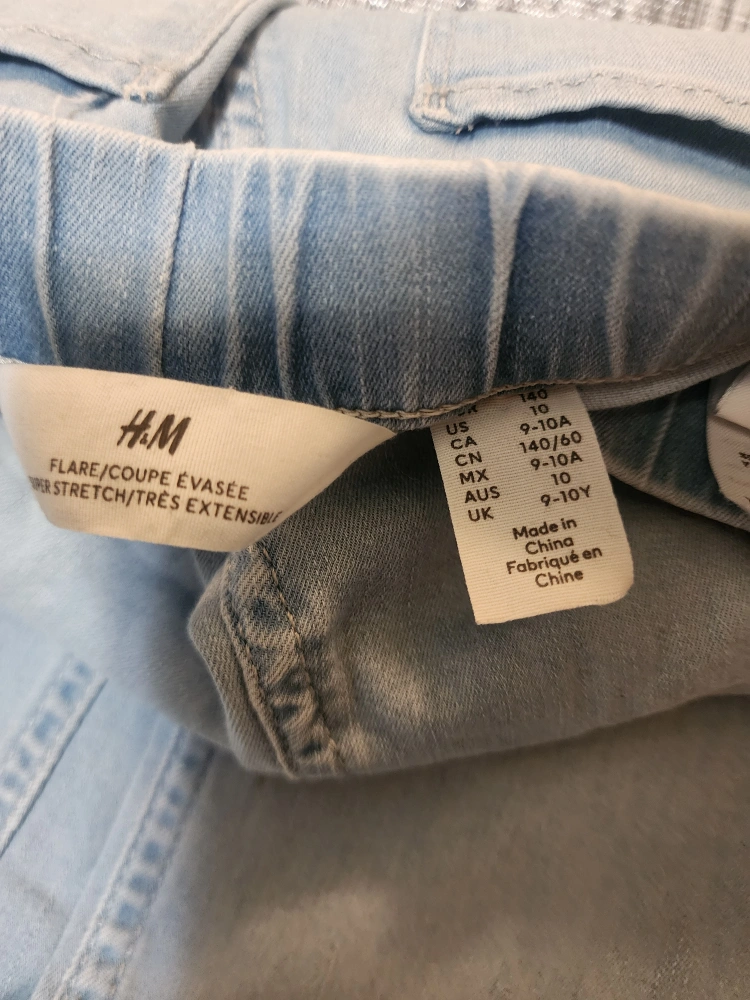 H&M
FLARE/COUPE ÉVASÉE
UPER STRETCH/TRÈS EXTENSIBLE
R 140
US 10
CA 9-10A
CN 140/60
MX 9-10A
AUS 10
UK 9-10Y
Made in
China
Fabriqué en
Chine